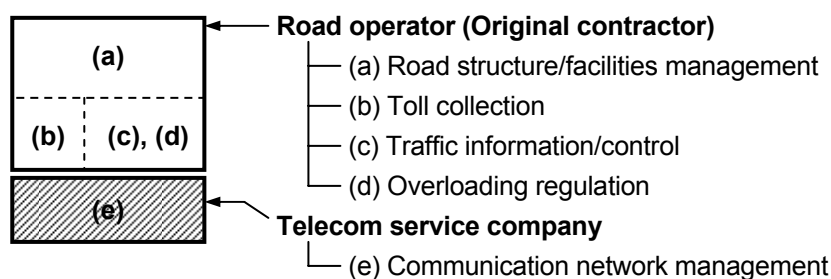 (a)
(b)
(c), (d)
(e)
Road operator (Original contractor)
(a) Road structure/facilities management
(b) Toll collection
(c) Traffic information/control
(d) Overloading regulation
Telecom service company
(e) Communication network management